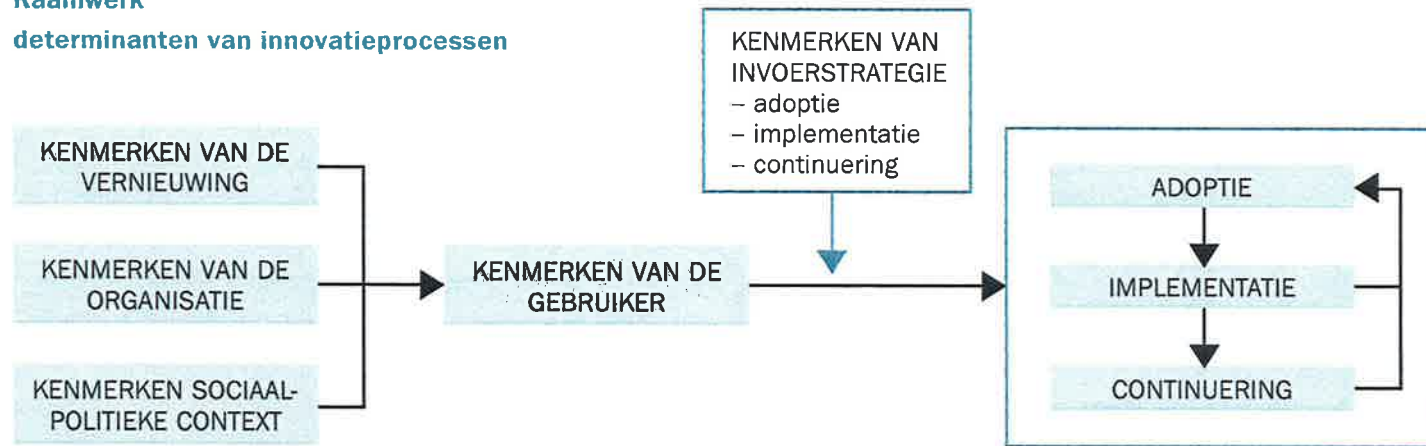 Raamwerk
determinanten van innovatieprocessen
KENMERKEN VAN
INVOERSTRATEGIE
– adoptie
– implementatie
– continuering
KENMERKEN VAN DE
VERNIEUWING
KENMERKEN VAN DE
ORGANISATIE
KENMERKEN SOCIAAL-
POLITIEKE CONTEXT
KENMERKEN VAN DE
GEBRUIKER
ADOPTIE
IMPLEMENTATIE
CONTINUERING